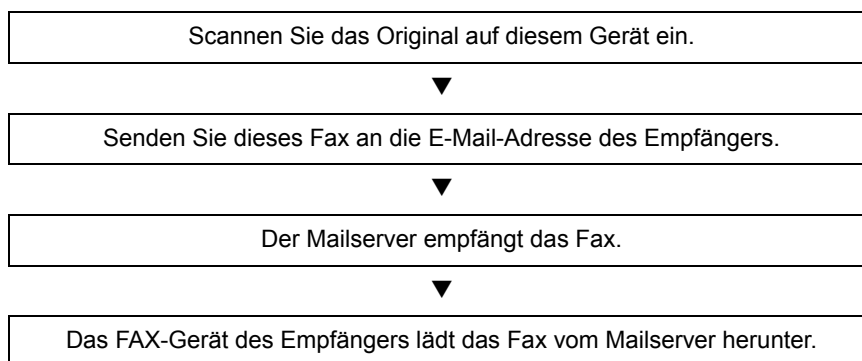 Scannen Sie das Original auf diesem Gerät ein.
▼
Senden Sie dieses Fax an die E-Mail-Adresse des Empfängers.
▼
Der Mailserver empfängt das Fax.
▼
Das FAX-Gerät des Empfängers lädt das Fax vom Mailserver herunter.